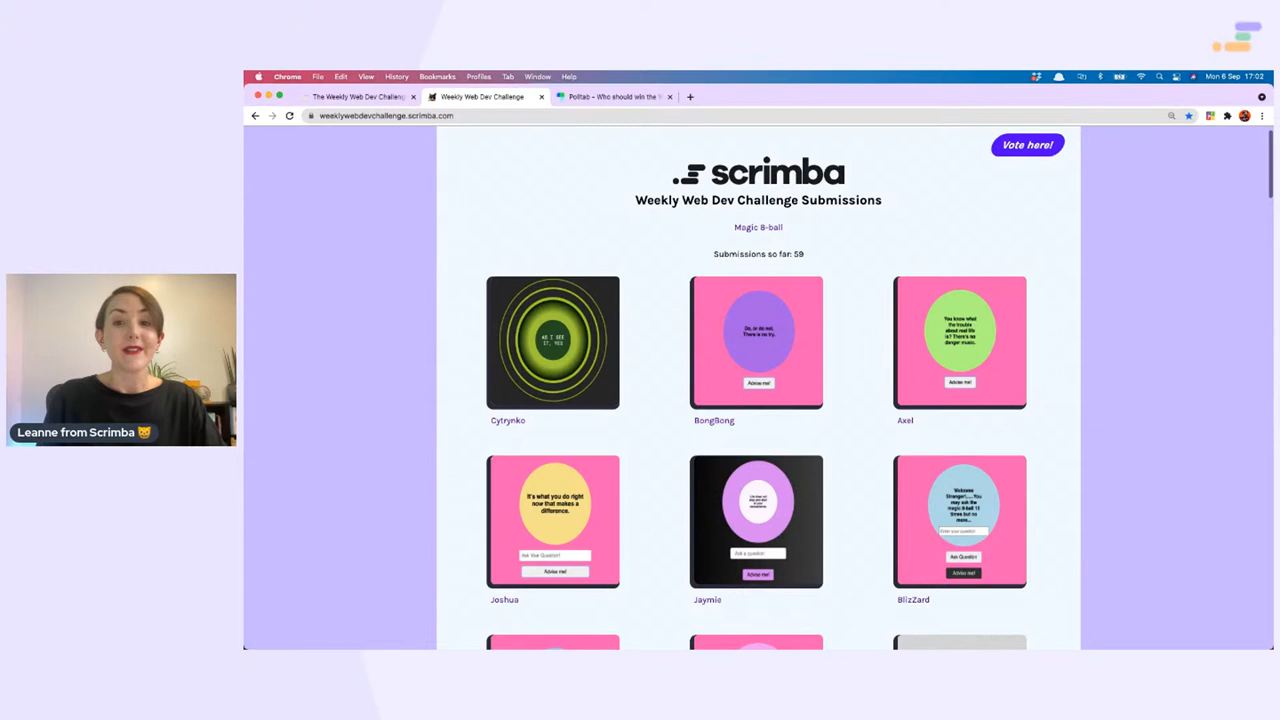 Chrome File Edit View History Bookmarks Profiles Tab Window Help
Mon 6 Sep 17:02
The Weekly Web Dev Challenge
Weekly Web Dev Challenge
Politab – Who should win the
weeklywebdevchallenge.scrimba.com
Vote here!
scrimba
Weekly Web Dev Challenge Submissions
Magic 8-ball
Submissions so far: 59
AS I SEE
IT, YES
Cytrynko
Do, or do not.
There is no try.
Advise me!
BongBong
You know what
the trouble
about real life
is? There's no
danger music.
Advise me!
Axel
It's what you do right
now that makes a
difference.
Ask Your Question!
Advise me!
Joshua
Ask a question
Advise me!
Jaymie
Welcome
Stranger!.....You
may ask the
magic 8-ball 13
times but no
more...
Enter your question
Ask Question
Advise me!
BlizZard
Leanne from Scrimba